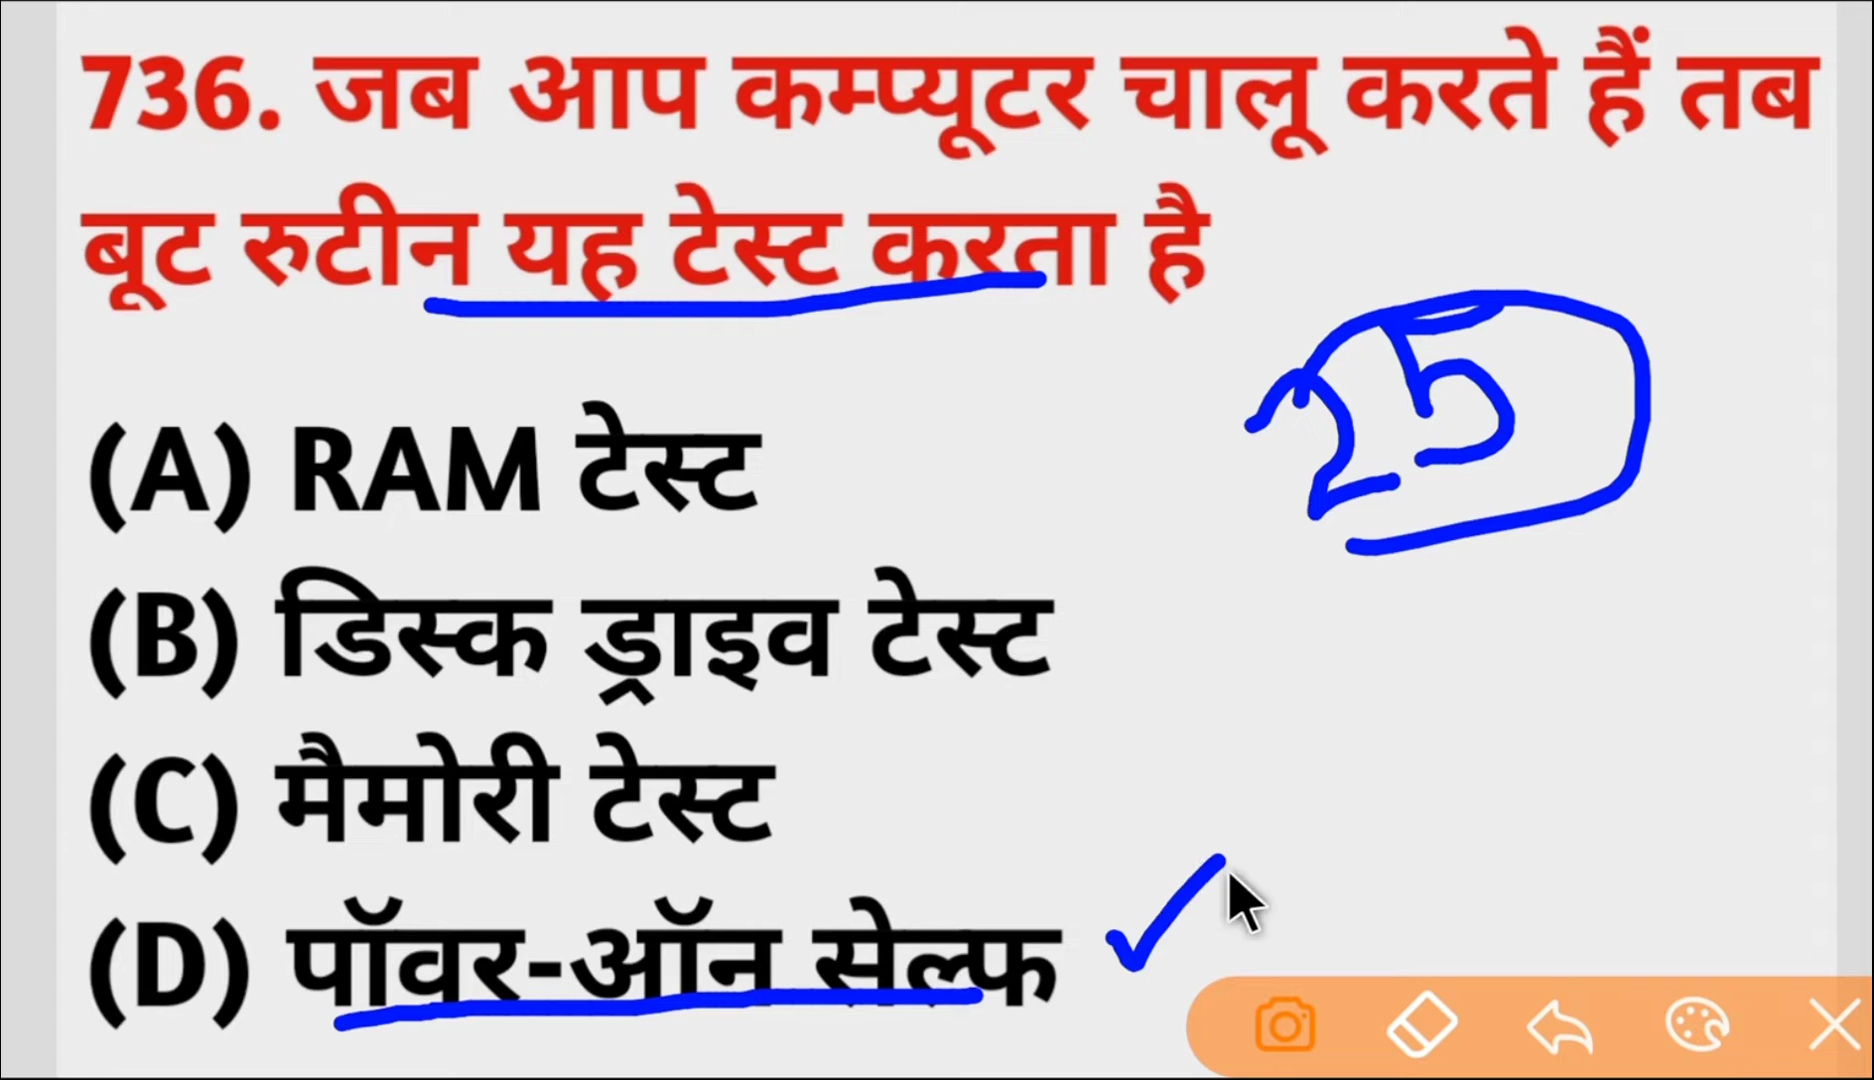 736. जब आप कम्प्यूटर चालू करते हैं तब
बूट रुटीन यह टेस्ट करता है
25
(A) RAM टेस्ट
(B) डिस्क ड्राइव टेस्ट
(C) मैमोरी टेस्ट
(D) पॉवर-ऑन सेल्फ